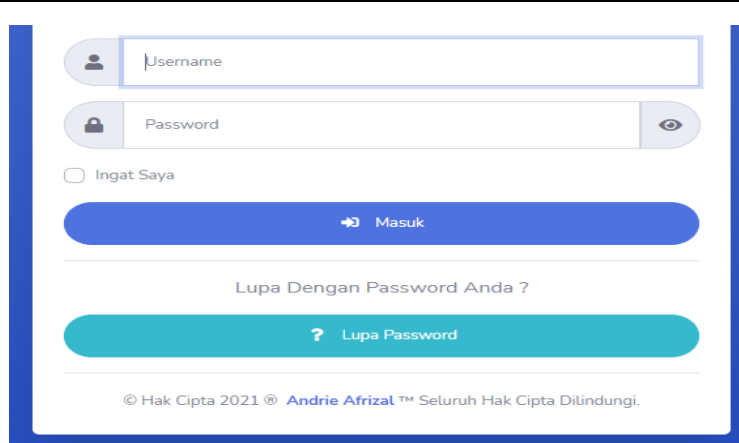 Username
Password
Ingat Saya
Masuk
Lupa Dengan Password Anda ?
? Lupa Password
© Hak Cipta 2021 ® Andrie Afrizal ™ Seluruh Hak Cipta Dilindungi.